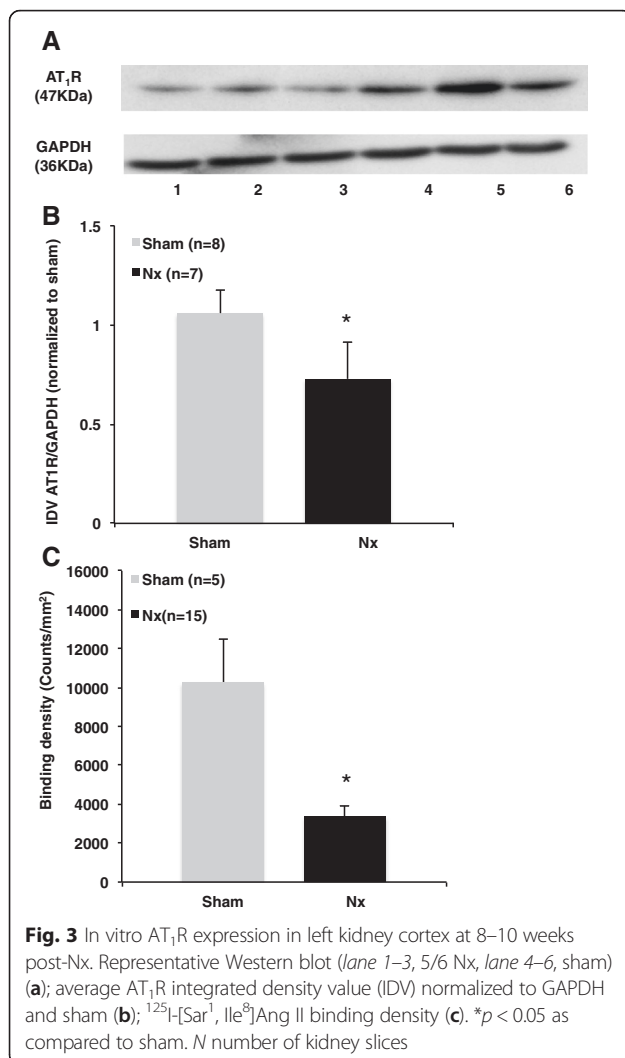 A
AT₁R
(47KDa)
GAPDH
(36KDa)
1 2 3 4 5 6
B
1.5
1
0.5
0
IDV AT1R/GAPDH (normalized to sham)
Sham (n=8)
Nx (n=7)
*
Sham Nx
C
16000
14000
12000
10000
8000
6000
4000
2000
0
Binding density (Counts/mm²)
Sham (n=5)
Nx(n=15)
*
Sham Nx
Fig. 3 In vitro AT₁R expression in left kidney cortex at 8–10 weeks
post-Nx. Representative Western blot (lane 1–3, 5/6 Nx, lane 4–6, sham)
(a); average AT₁R integrated density value (IDV) normalized to GAPDH
and sham (b); ¹²⁵I-[Sar¹, Ile⁸]Ang II binding density (c). *p < 0.05 as
compared to sham. N number of kidney slices